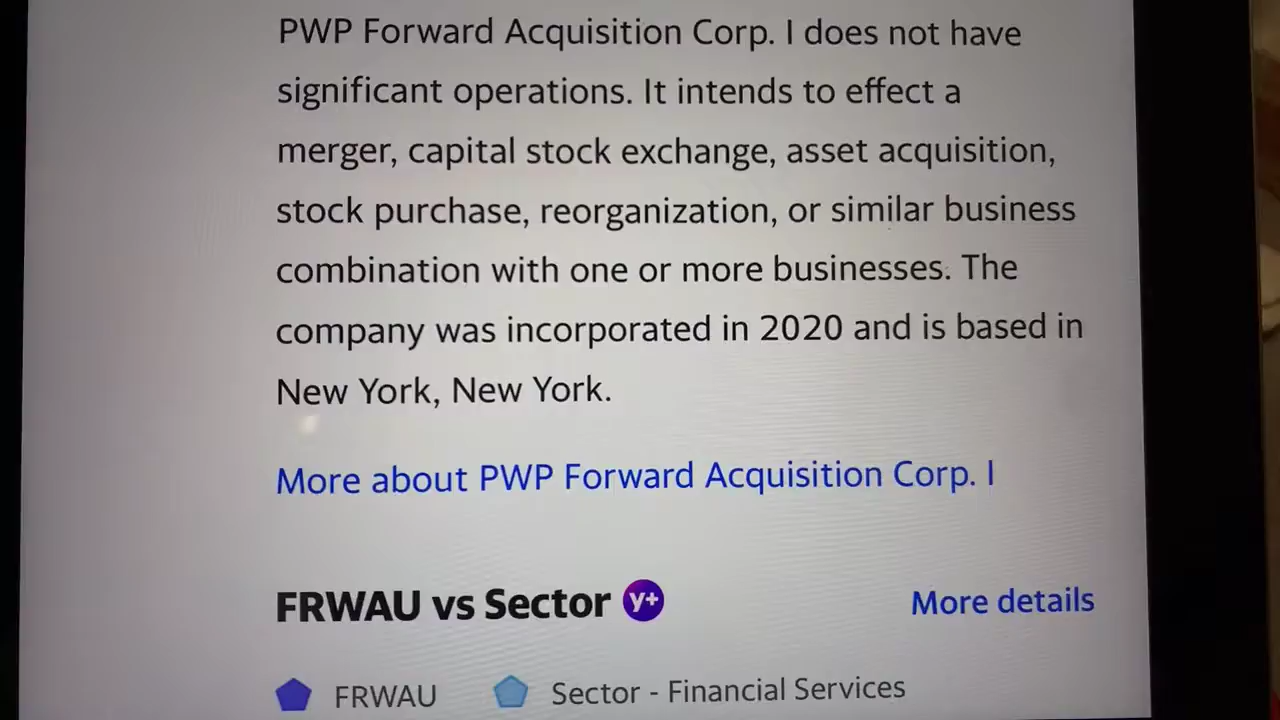 PWP Forward Acquisition Corp. I does not have
significant operations. It intends to effect a
merger, capital stock exchange, asset acquisition,
stock purchase, reorganization, or similar business
combination with one or more businesses. The
company was incorporated in 2020 and is based in
New York, New York.
More about PWP Forward Acquisition Corp. I
FRWAU vs Sector y+ More details
FRWAU Sector - Financial Services